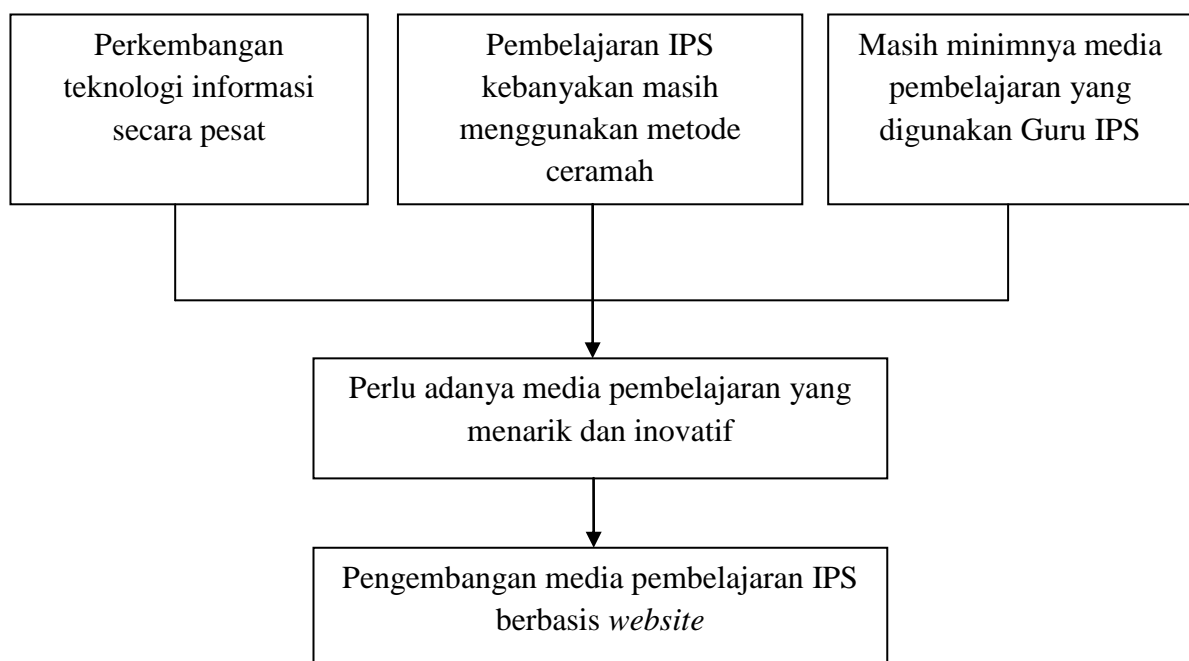 Perkembangan
teknologi informasi
secara pesat
Pembelajaran IPS
kebanyakan masih
menggunakan metode
ceramah
Masih minimnya media
pembelajaran yang
digunakan Guru IPS
Perlu adanya media pembelajaran yang
menarik dan inovatif
Pengembangan media pembelajaran IPS
berbasis website